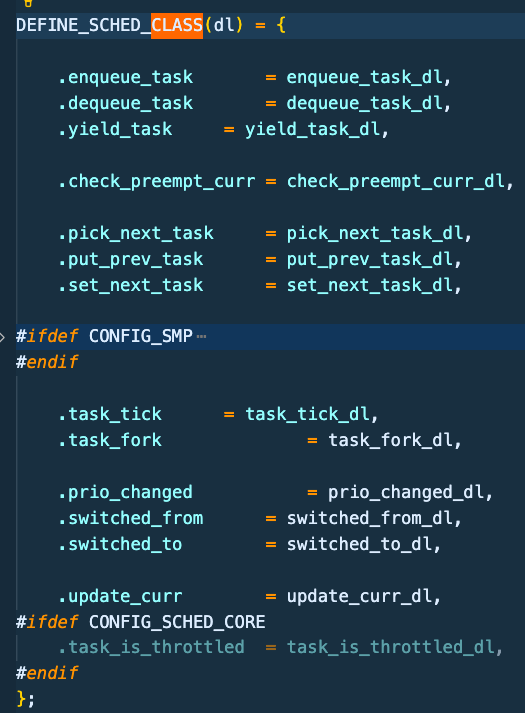 DEFINE_SCHED_CLASS(dl) = {
.enqueue_task = enqueue_task_dl,
.dequeue_task = dequeue_task_dl,
.yield_task = yield_task_dl,
.check_preempt_curr = check_preempt_curr_dl,
.pick_next_task = pick_next_task_dl,
.put_prev_task = put_prev_task_dl,
.set_next_task = set_next_task_dl,
#ifdef CONFIG_SMP ⋯
#endif
.task_tick = task_tick_dl,
.task_fork = task_fork_dl,
.prio_changed = prio_changed_dl,
.switched_from = switched_from_dl,
.switched_to = switched_to_dl,
.update_curr = update_curr_dl,
#ifdef CONFIG_SCHED_CORE
.task_is_throttled = task_is_throttled_dl,
#endif
};